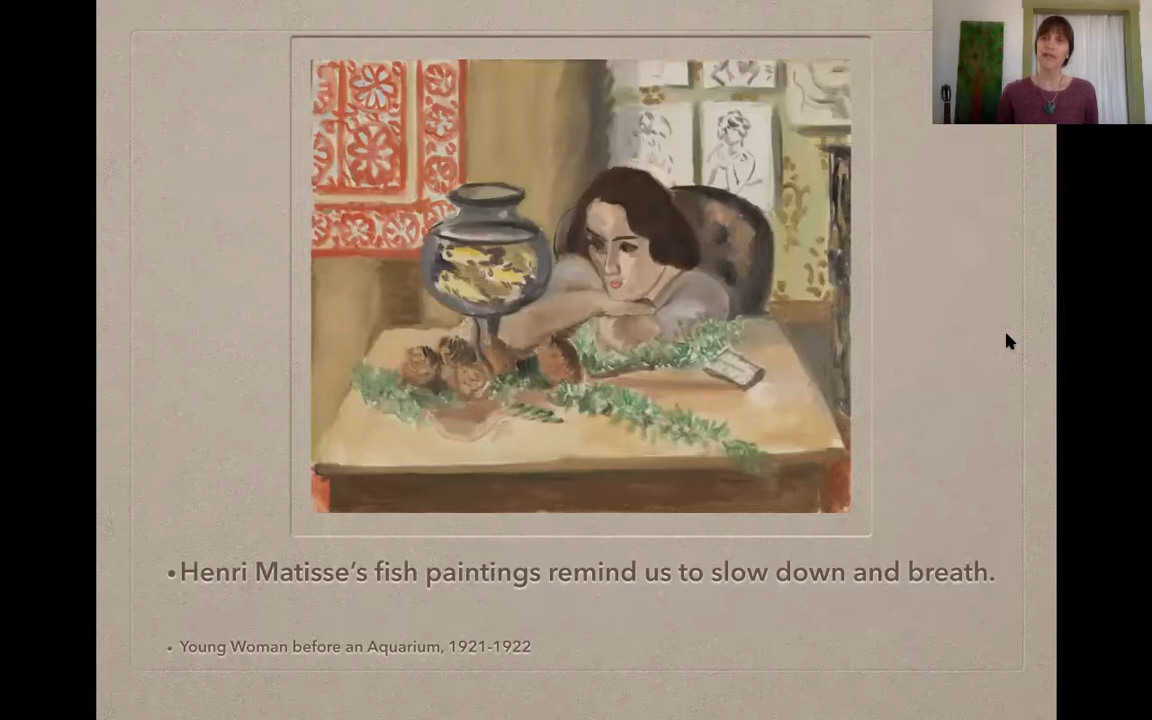 •Henri Matisse’s fish paintings remind us to slow down and breath.
• Young Woman before an Aquarium, 1921-1922